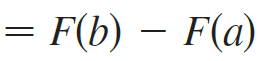 = F(b) − F(a)